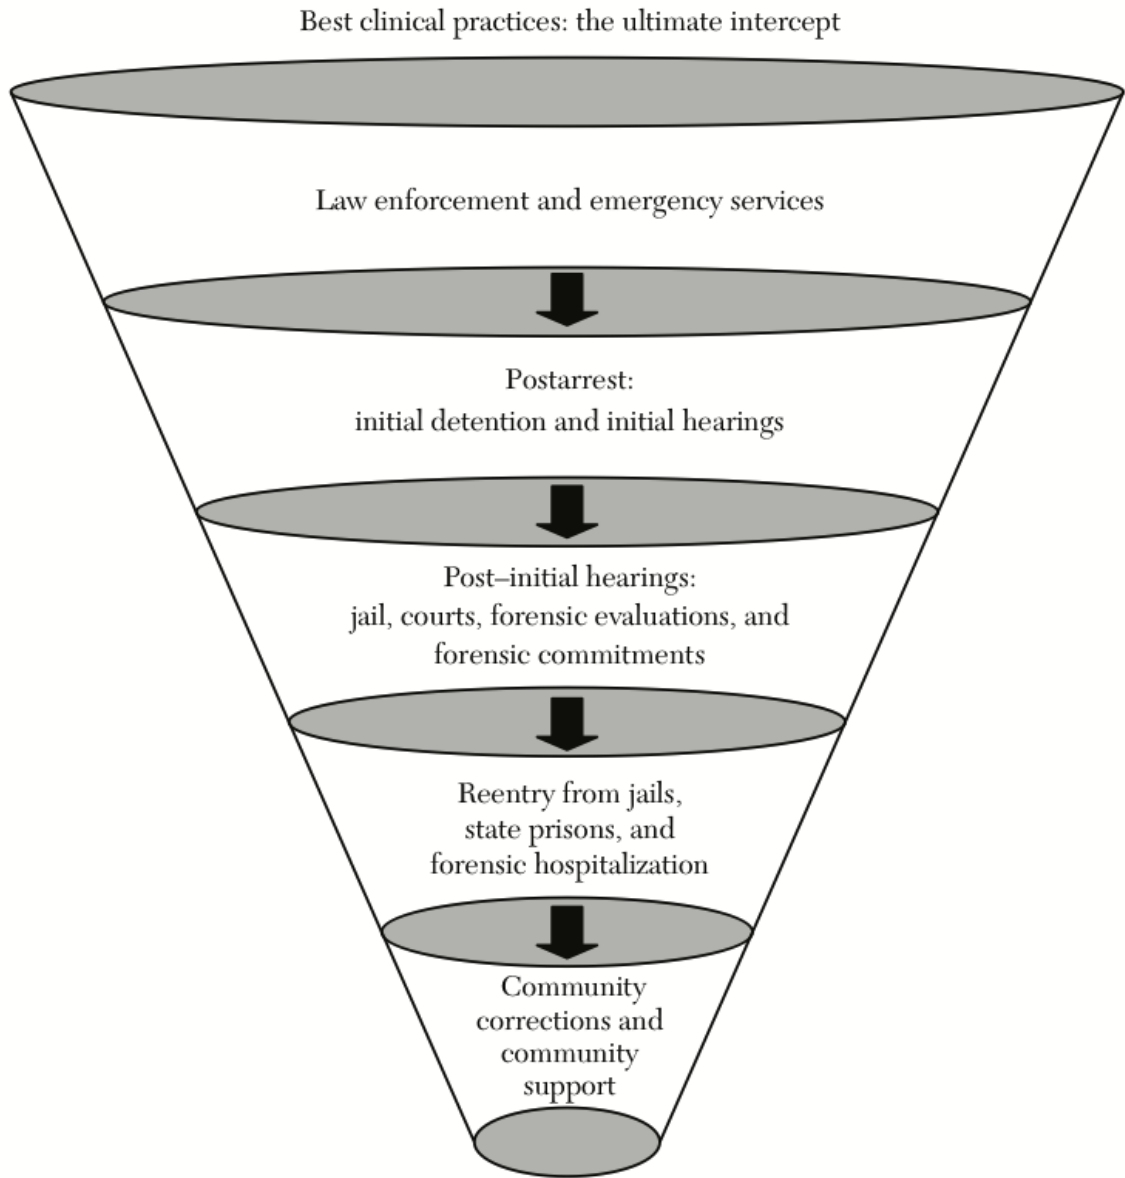 Best clinical practices: the ultimate intercept
Law enforcement and emergency services
Postarrest:
initial detention and initial hearings
Post–initial hearings:
jail, courts, forensic evaluations, and
forensic commitments
Reentry from jails,
state prisons, and
forensic hospitalization
Community
corrections and
community
support